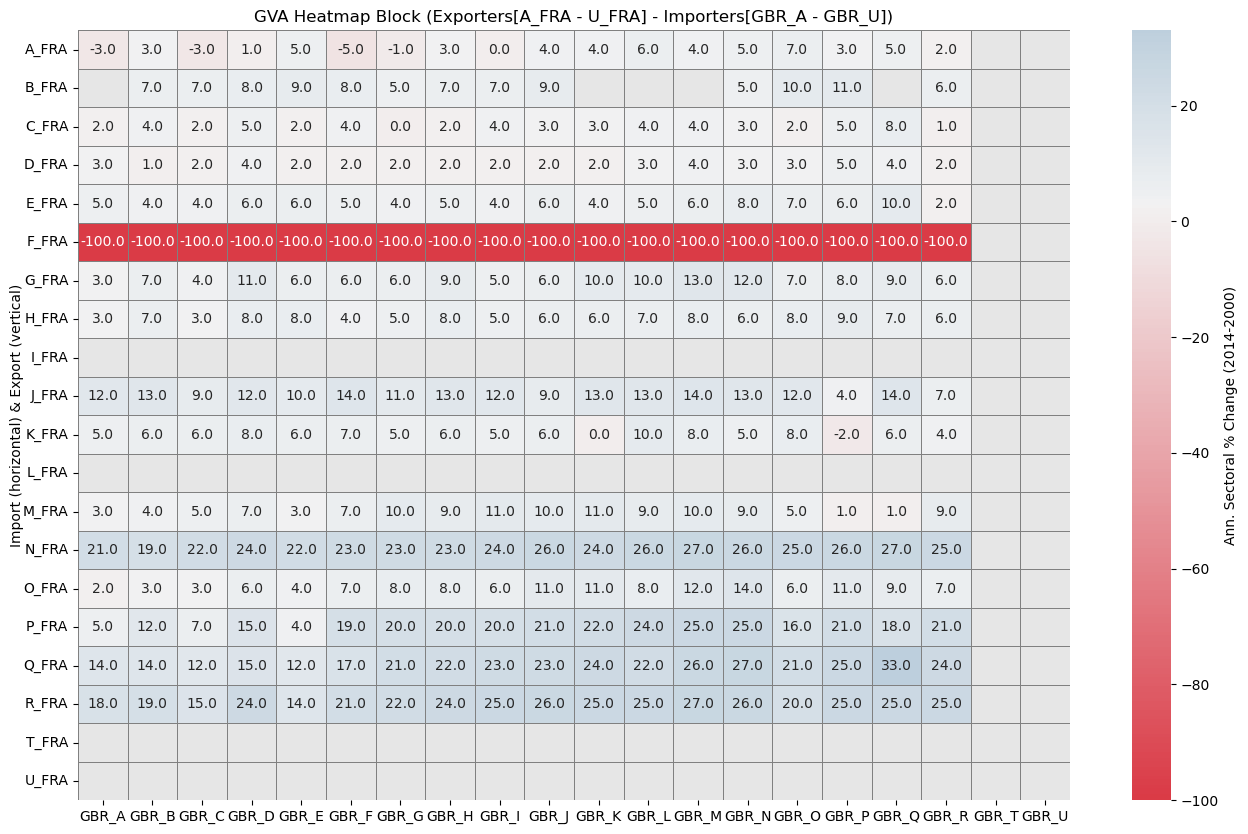 GVA Heatmap Block (Exporters[A_FRA - U_FRA] - Importers[GBR_A - GBR_U])
A_FRA -3.0 3.0 -3.0 1.0 5.0 -5.0 -1.0 3.0 0.0 4.0 4.0 6.0 4.0 5.0 7.0 3.0 5.0 2.0
B_FRA 7.0 7.0 8.0 9.0 8.0 5.0 7.0 7.0 9.0 5.0 10.0 11.0 6.0
C_FRA 2.0 4.0 2.0 5.0 2.0 4.0 0.0 2.0 4.0 3.0 3.0 4.0 4.0 3.0 2.0 5.0 8.0 1.0
D_FRA 3.0 1.0 2.0 4.0 2.0 2.0 2.0 2.0 2.0 2.0 2.0 3.0 4.0 3.0 3.0 5.0 4.0 2.0
E_FRA 5.0 4.0 4.0 6.0 6.0 5.0 4.0 5.0 4.0 6.0 4.0 5.0 6.0 8.0 7.0 6.0 10.0 2.0
F_FRA -100.0 -100.0 -100.0 -100.0 -100.0 -100.0 -100.0 -100.0 -100.0 -100.0 -100.0 -100.0 -100.0 -100.0 -100.0 -100.0 -100.0 -100.0
G_FRA 3.0 7.0 4.0 11.0 6.0 6.0 6.0 9.0 5.0 6.0 10.0 10.0 13.0 12.0 7.0 8.0 9.0 6.0
H_FRA 3.0 7.0 3.0 8.0 8.0 4.0 5.0 8.0 5.0 6.0 6.0 7.0 8.0 6.0 8.0 9.0 7.0 6.0
I_FRA
J_FRA 12.0 13.0 9.0 12.0 10.0 14.0 11.0 13.0 12.0 9.0 13.0 13.0 14.0 13.0 12.0 4.0 14.0 7.0
K_FRA 5.0 6.0 6.0 8.0 6.0 7.0 5.0 6.0 5.0 6.0 0.0 10.0 8.0 5.0 8.0 -2.0 6.0 4.0
L_FRA
M_FRA 3.0 4.0 5.0 7.0 3.0 7.0 10.0 9.0 11.0 10.0 11.0 9.0 10.0 9.0 5.0 1.0 1.0 9.0
N_FRA 21.0 19.0 22.0 24.0 22.0 23.0 23.0 23.0 24.0 26.0 24.0 26.0 27.0 26.0 25.0 26.0 27.0 25.0
O_FRA 2.0 3.0 3.0 6.0 4.0 7.0 8.0 8.0 6.0 11.0 11.0 8.0 12.0 14.0 6.0 11.0 9.0 7.0
P_FRA 5.0 12.0 7.0 15.0 4.0 19.0 20.0 20.0 20.0 21.0 22.0 24.0 25.0 25.0 16.0 21.0 18.0 21.0
Q_FRA 14.0 14.0 12.0 15.0 12.0 17.0 21.0 22.0 23.0 23.0 24.0 22.0 26.0 27.0 21.0 25.0 33.0 24.0
R_FRA 18.0 19.0 15.0 24.0 14.0 21.0 22.0 24.0 25.0 26.0 25.0 25.0 27.0 26.0 20.0 25.0 25.0 25.0
T_FRA
U_FRA
GBR_A GBR_B GBR_C GBR_D GBR_E GBR_F GBR_G GBR_H GBR_I GBR_J GBR_K GBR_L GBR_M GBR_N GBR_O GBR_P GBR_Q GBR_R GBR_T GBR_U
Import (horizontal) & Export (vertical)
20
0
−20
−40
−60
−80
−100
Ann. Sectoral % Change (2014-2000)